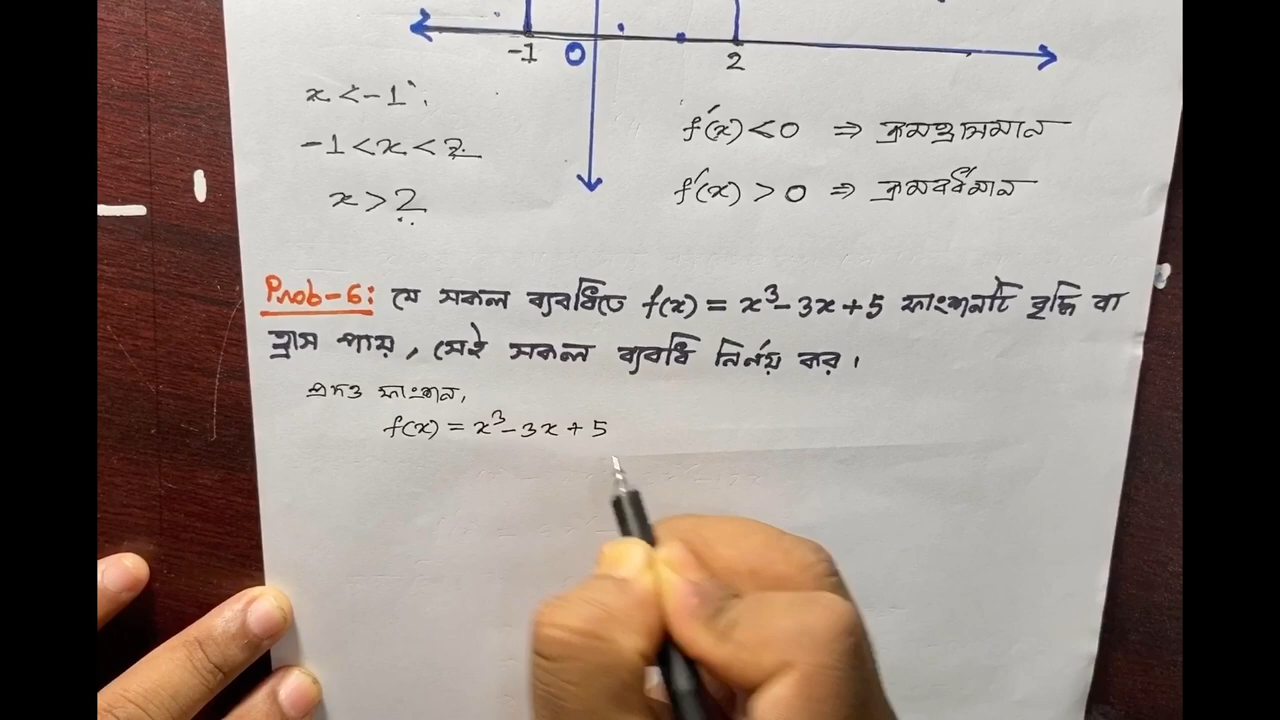 -1 0 2
x < -1
-1 < x < 2
x > 2
f'(x) < 0 ⇒ ক্রমহ্রাসমান
f'(x) > 0 ⇒ ক্রমবর্ধমান
Prob-6: যে সকল ব্যবধিতে f(x) = x³-3x+5 ফাংশনটি বৃদ্ধি বা
হ্রাস পায়, সেই সকল ব্যবধি নির্ণয় কর।
প্রদত্ত ফাংশন,
f(x) = x³-3x+5